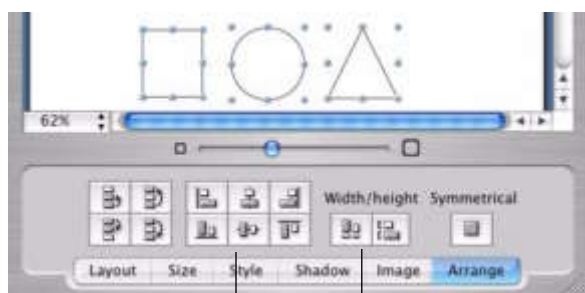 62%
Width/height Symmetrical
Layout Size Style Shadow Image Arrange